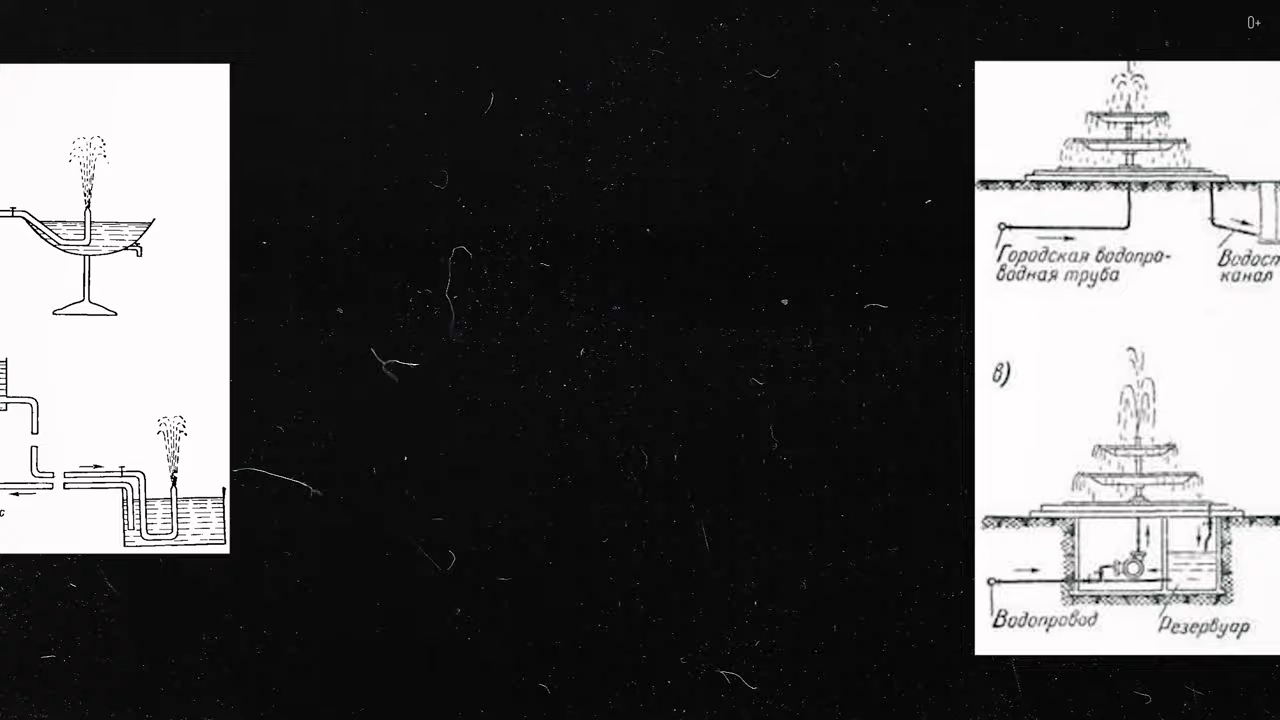 0+
Городская водопро-
водная труба
Водост
канал
в)
с
Водопровод
Резервуар